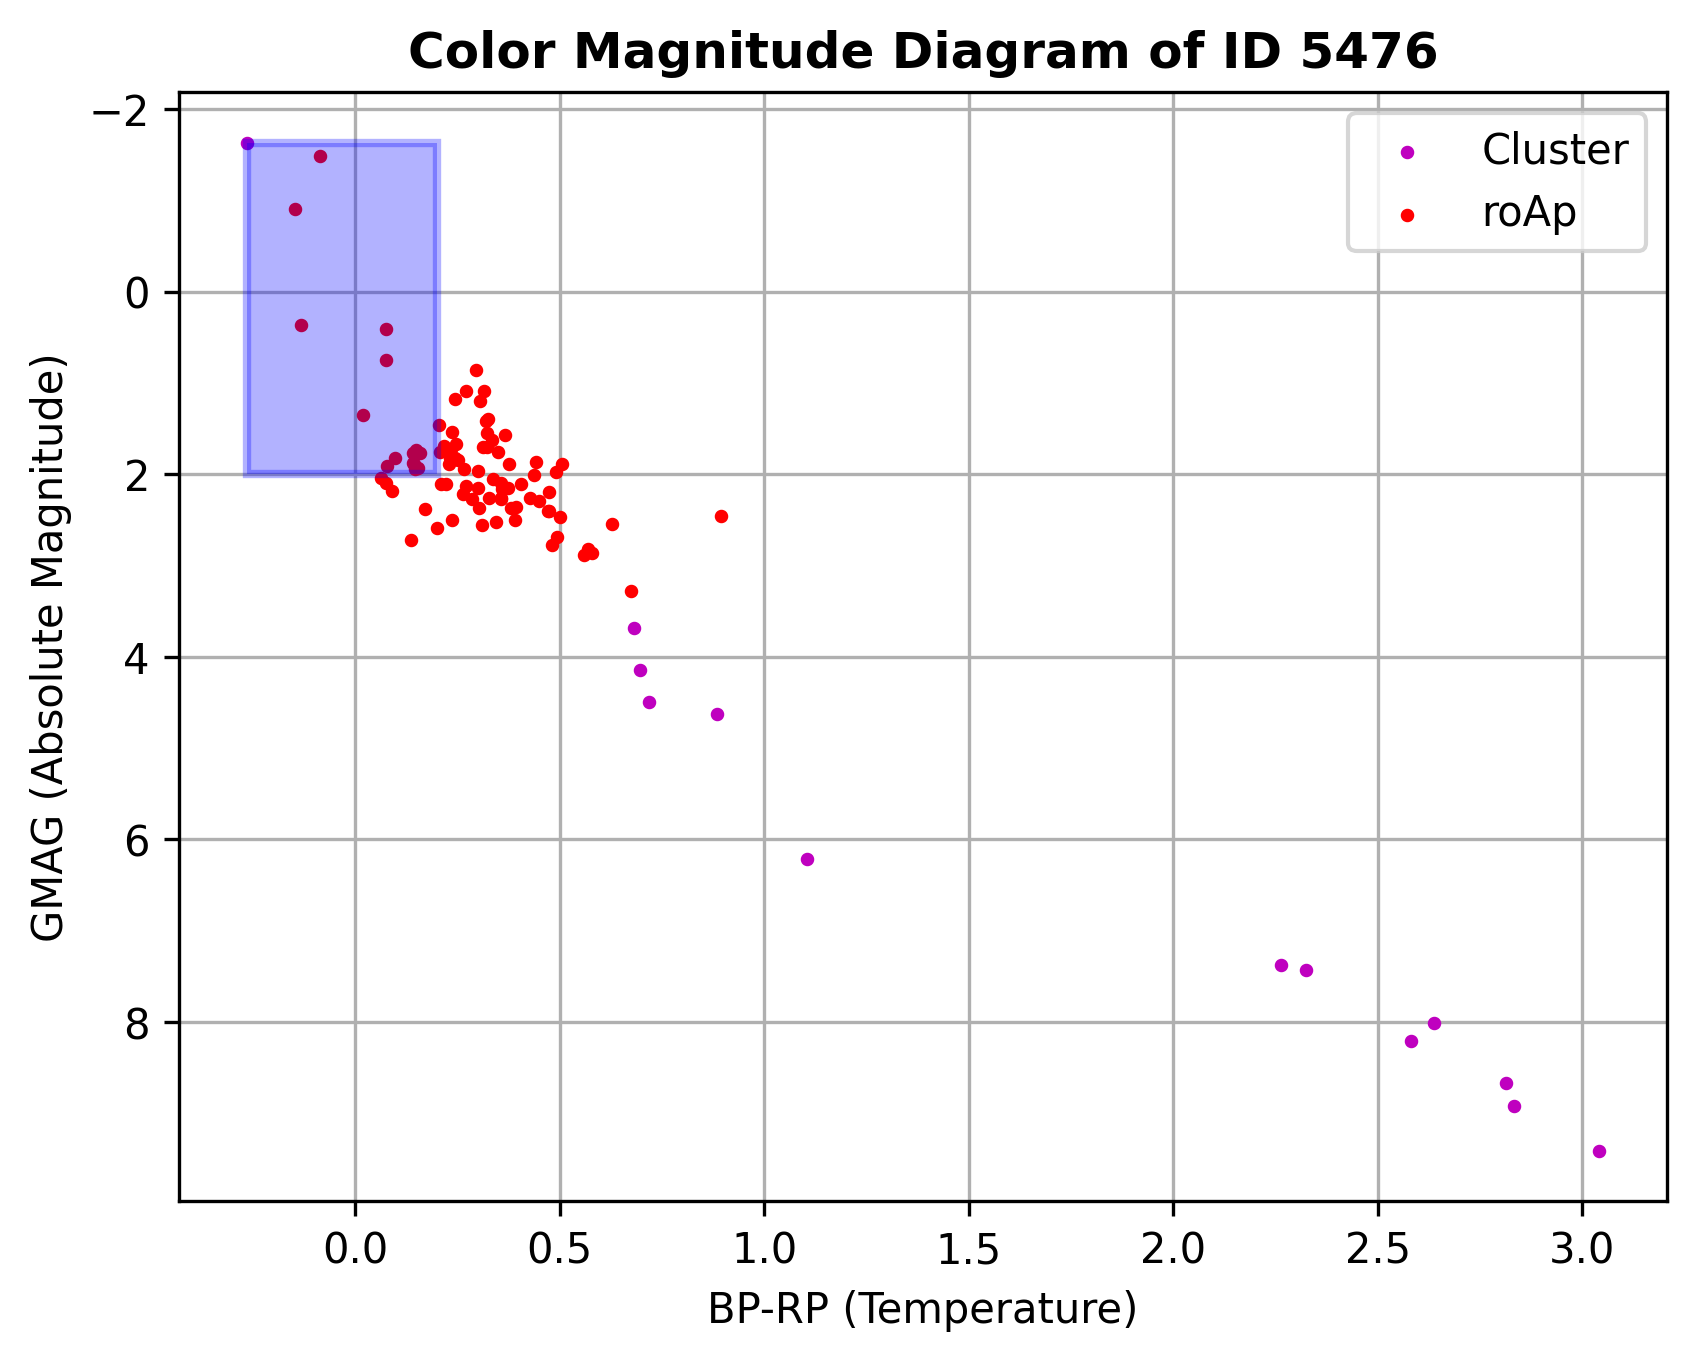 Color Magnitude Diagram of ID 5476
Cluster
roAp
GMAG (Absolute Magnitude)
−2
0
2
4
6
8
0.0 0.5 1.0 1.5 2.0 2.5 3.0
BP-RP (Temperature)